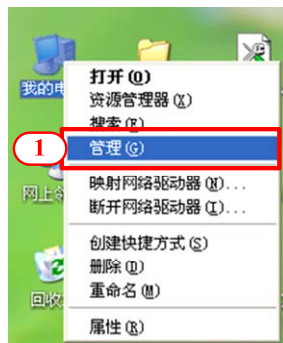 我的电
打开(O)
资源管理器(X)
搜索(E)
1
管理(G)
网上
映射网络驱动器(N)...
断开网络驱动器(I)...
创建快捷方式(S)
删除(D)
重命名(M)
回收
属性(R)